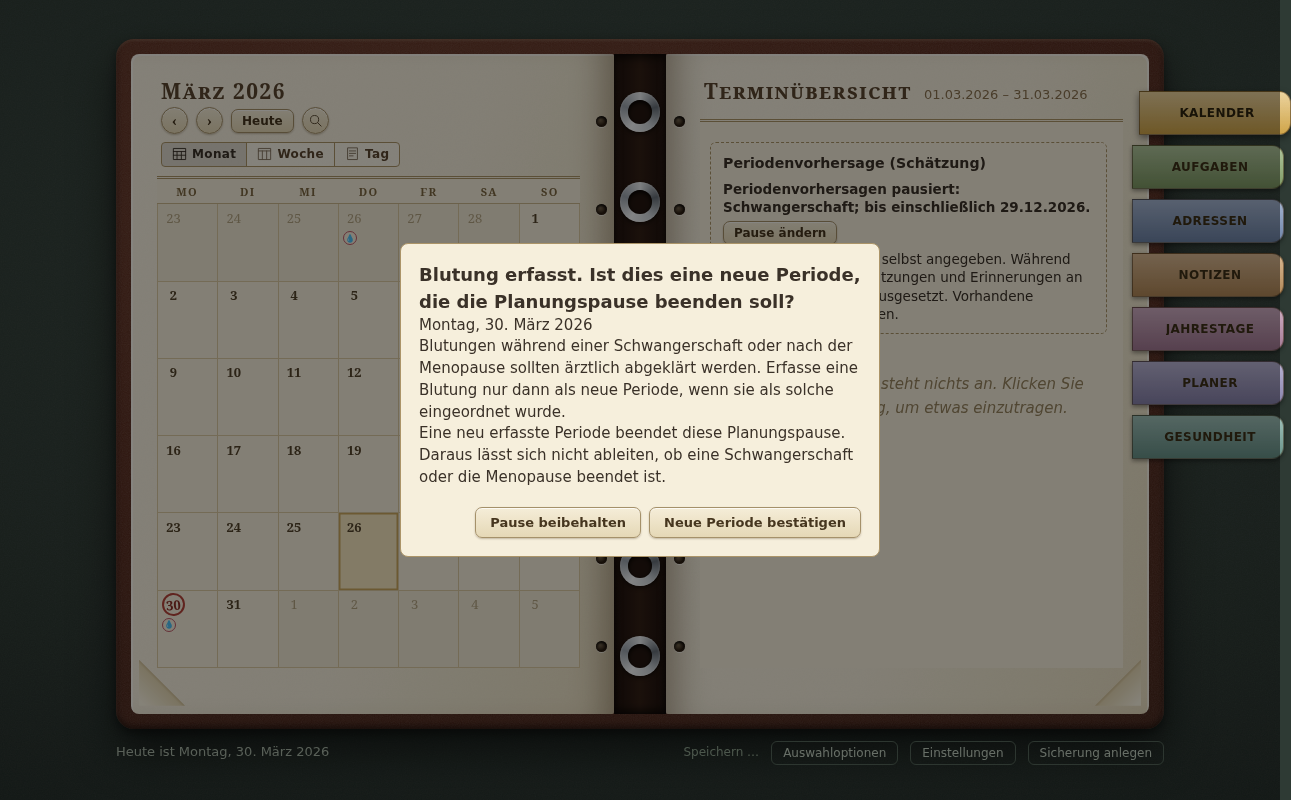 März 2026
‹ › Heute
Monat Woche Tag
MO DI MI DO FR SA SO
23 24 25 26 27 28 1
2 3 4 5
9 10 11 12
16 17 18 19
23 24 25 26
30 31 1 2 3 4 5
Terminübersicht 01.03.2026 – 31.03.2026
Periodenvorhersage (Schätzung)
Periodenvorhersagen pausiert:
Schwangerschaft; bis einschließlich 29.12.2026.
Pause ändern
selbst angegeben. Während
tzungen und Erinnerungen an
usgesetzt. Vorhandene
en.
steht nichts an. Klicken Sie
g, um etwas einzutragen.
Blutung erfasst. Ist dies eine neue Periode,
die die Planungspause beenden soll?
Montag, 30. März 2026
Blutungen während einer Schwangerschaft oder nach der
Menopause sollten ärztlich abgeklärt werden. Erfasse eine
Blutung nur dann als neue Periode, wenn sie als solche
eingeordnet wurde.
Eine neu erfasste Periode beendet diese Planungspause.
Daraus lässt sich nicht ableiten, ob eine Schwangerschaft
oder die Menopause beendet ist.
Pause beibehalten Neue Periode bestätigen
KALENDER
AUFGABEN
ADRESSEN
NOTIZEN
JAHRESTAGE
PLANER
GESUNDHEIT
Heute ist Montag, 30. März 2026
Speichern … Auswahloptionen Einstellungen Sicherung anlegen